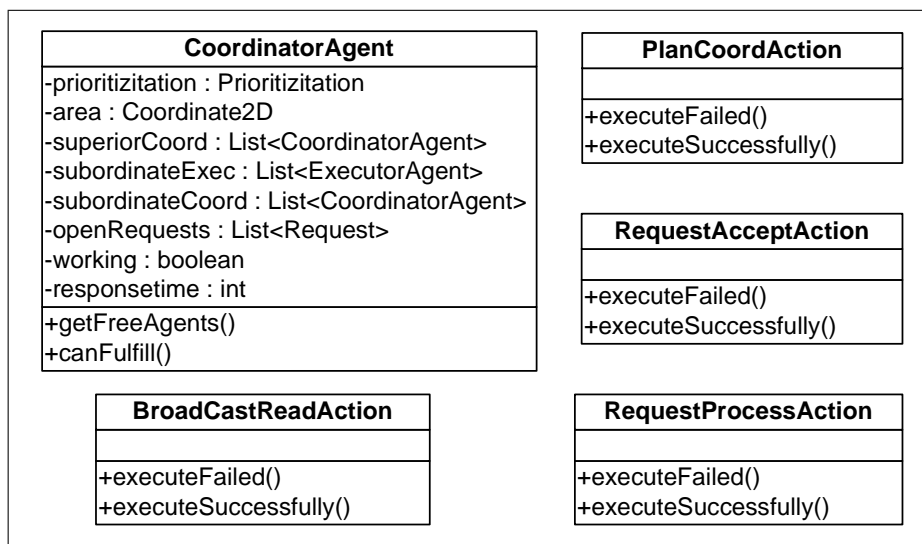 CoordinatorAgent
-prioritizitation : Prioritizitation
-area : Coordinate2D
-superiorCoord : List<CoordinatorAgent>
-subordinateExec : List<ExecutorAgent>
-subordinateCoord : List<CoordinatorAgent>
-openRequests : List<Request>
-working : boolean
-responsetime : int
+getFreeAgents()
+canFulfill()
PlanCoordAction
+executeFailed()
+executeSuccessfully()
RequestAcceptAction
+executeFailed()
+executeSuccessfully()
BroadCastReadAction
+executeFailed()
+executeSuccessfully()
RequestProcessAction
+executeFailed()
+executeSuccessfully()